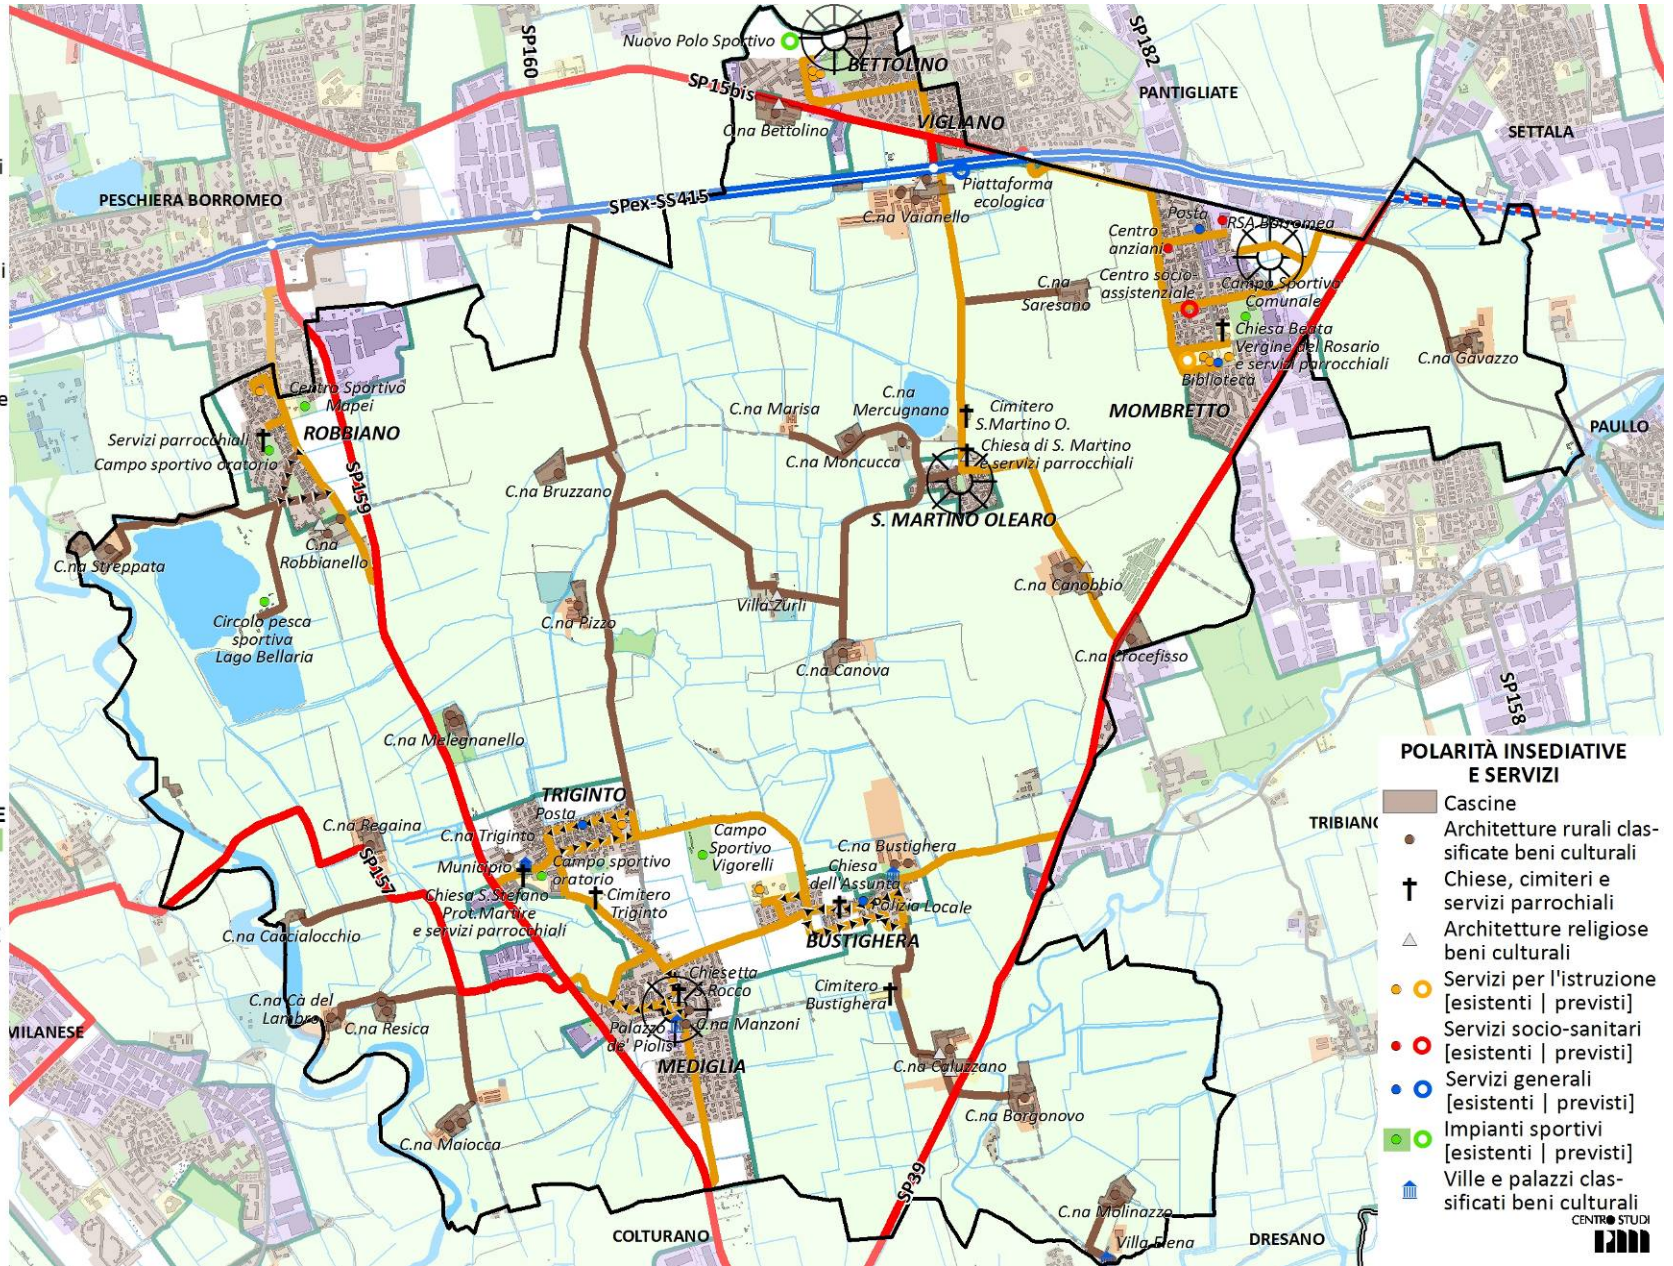 Nuovo Polo Sportivo
BETTOLINO
SP160
SP182
SP15bis
PANTIGLIATE
SETTALA
C.na Bettolino
VIGLIANO
PESCHIERA BORROMEO
SPex-SS415
Piattaforma
ecologica
C.na Vaianello
Posta
RSA Borromea
Centro
anziani
Centro socio-
assistenziale
Campo Sportivo
Comunale
C.na
Saresano
Chiesa Beata
Vergine del Rosario
e servizi parrocchiali
Biblioteca
C.na Gavazzo
MOMBRETTO
PAULLO
Centro Sportivo
Mapei
ROBBIANO
Servizi parrocchiali
Campo sportivo oratorio
SP159
C.na Marisa
C.na
Mercugnano
Cimitero
S.Martino O.
Chiesa di S. Martino
e servizi parrocchiali
C.na Moncucca
C.na Bruzzano
S. MARTINO OLEARO
C.na Streppata
C.na
Robbianello
C.na Canobbio
Villa Zurli
C.na Pizzo
Circolo pesca
sportiva
Lago Bellaria
C.na Canova
C.na Crocefisso
SP158
C.na Melegnanello
TRIGINTO
Posta
C.na Regaina
C.na Triginto
Municipio
Campo sportivo
oratorio
Campo
Sportivo
Vigorelli
C.na Bustighera
Chiesa
dell'Assunta
Polizia Locale
BUSTIGHERA
TRIBIANO
SP157
Chiesa S.Stefano
Prot.Martire
e servizi parrocchiali
Cimitero
Triginto
C.na Caccialocchio
Chiesetta
S.Rocco
Cimitero
Bustighera
C.na Cà del
Lambro
C.na Resica
Palazzo
de' Piolis
C.na Manzoni
MEDIGLIA
MILANESE
C.na Caluzzano
C.na Borgonovo
C.na Maiocca
SP39
C.na Molinazzo
Villa Elena
COLTURANO
DRESANO
POLARITÀ INSEDIATIVE
E SERVIZI
Cascine
Architetture rurali clas-
sificate beni culturali
Chiese, cimiteri e
servizi parrochiali
Architetture religiose
beni culturali
Servizi per l'istruzione
[esistenti | previsti]
Servizi socio-sanitari
[esistenti | previsti]
Servizi generali
[esistenti | previsti]
Impianti sportivi
[esistenti | previsti]
Ville e palazzi clas-
sificati beni culturali
CENTRO STUDI
PIM